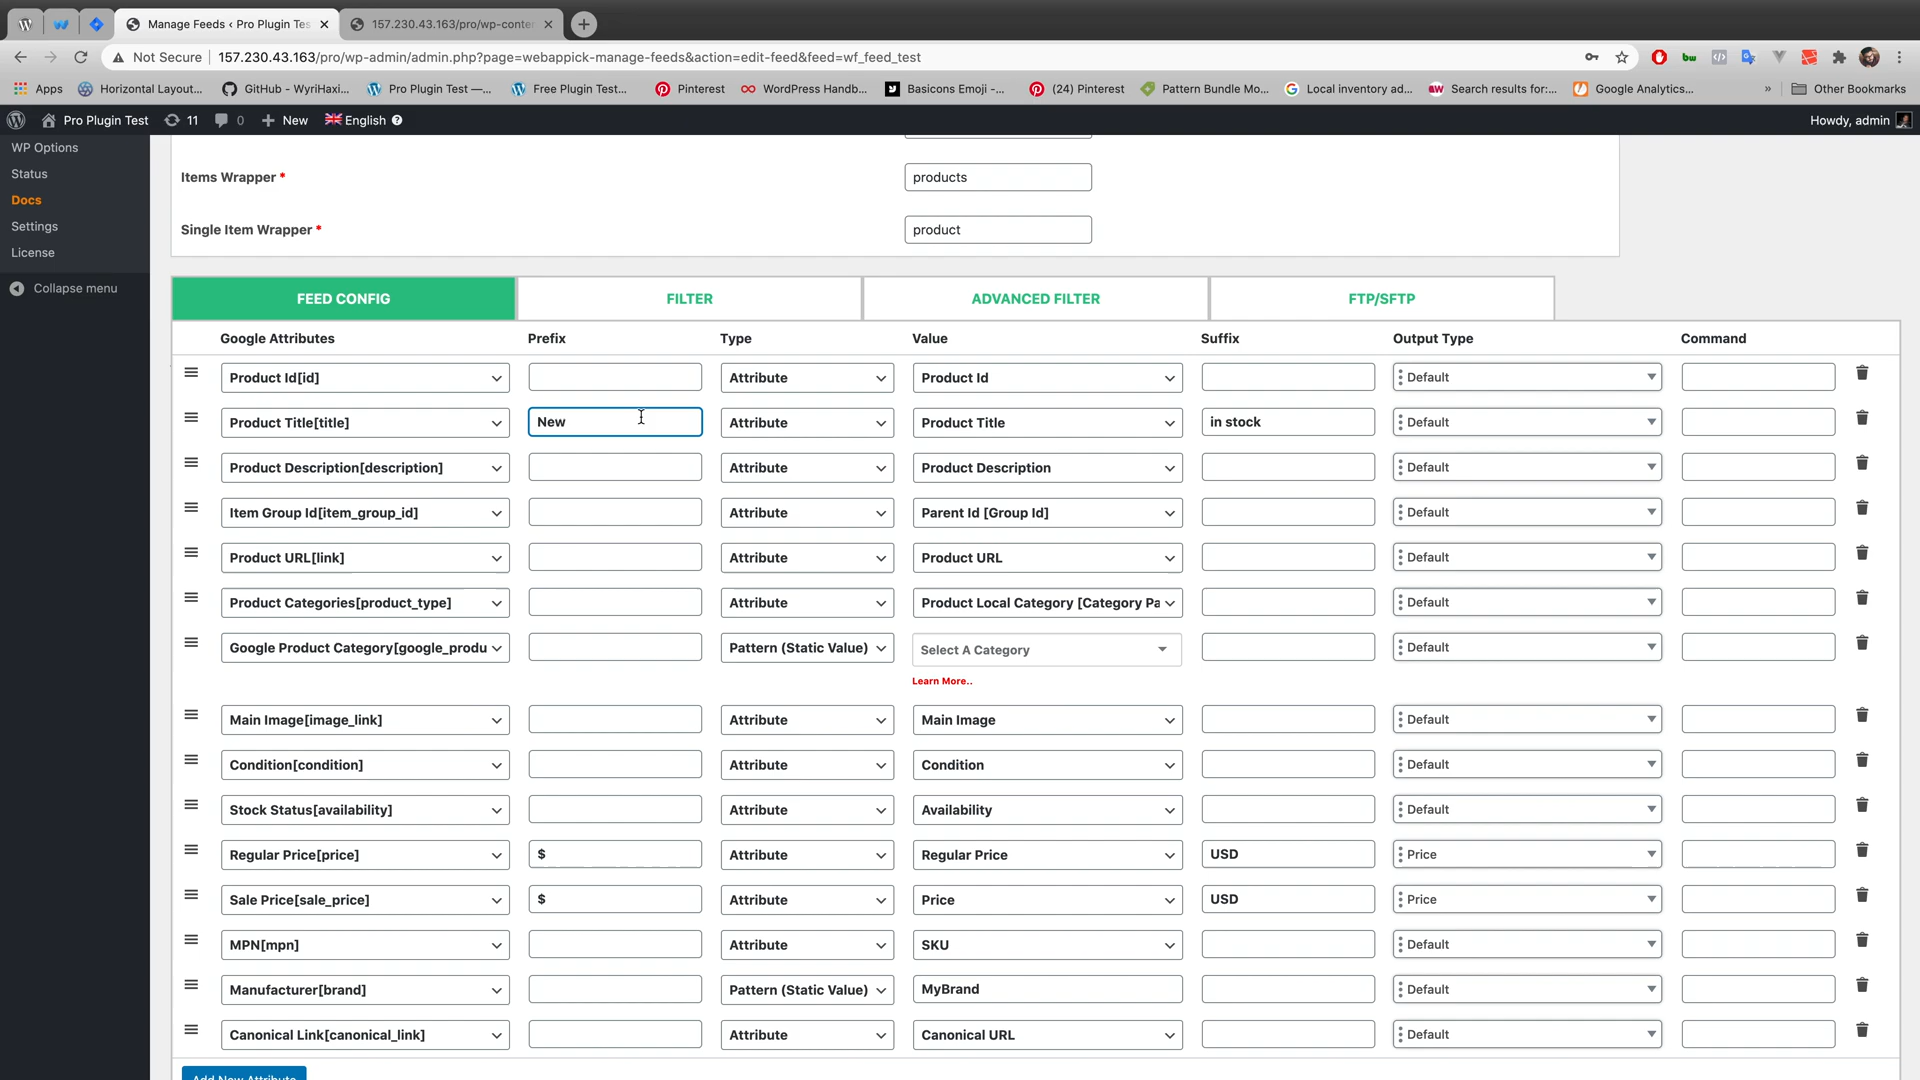 Manage Feeds ‹ Pro Plugin Tes
157.230.43.163/pro/wp-conte
Not Secure 157.230.43.163/pro/wp-admin/admin.php?page=webappick-manage-feeds&action=edit-feed&feed=wf_feed_test
Apps Horizontal Layout... GitHub - WyriHaxi... Pro Plugin Test —... Free Plugin Test... Pinterest WordPress Handb... Basicons Emoji -... (24) Pinterest Pattern Bundle Mo... Local inventory ad... Search results for:... Google Analytics... » Other Bookmarks
Pro Plugin Test 11 0 New English Howdy, admin
WP Options
Status
Docs
Settings
License
Collapse menu
Items Wrapper * products
Single Item Wrapper * product
FEED CONFIG FILTER ADVANCED FILTER FTP/SFTP
Google Attributes Prefix Type Value Suffix Output Type Command
Product Id[id] Attribute Product Id Default
Product Title[title] New Attribute Product Title in stock Default
Product Description[description] Attribute Product Description Default
Item Group Id[item_group_id] Attribute Parent Id [Group Id] Default
Product URL[link] Attribute Product URL Default
Product Categories[product_type] Attribute Product Local Category [Category Pa Default
Google Product Category[google_produ Pattern (Static Value) Select A Category Default
Learn More..
Main Image[image_link] Attribute Main Image Default
Condition[condition] Attribute Condition Default
Stock Status[availability] Attribute Availability Default
Regular Price[price] $ Attribute Regular Price USD Price
Sale Price[sale_price] $ Attribute Price USD Price
MPN[mpn] Attribute SKU Default
Manufacturer[brand] Pattern (Static Value) MyBrand Default
Canonical Link[canonical_link] Attribute Canonical URL Default
Add New Attribute